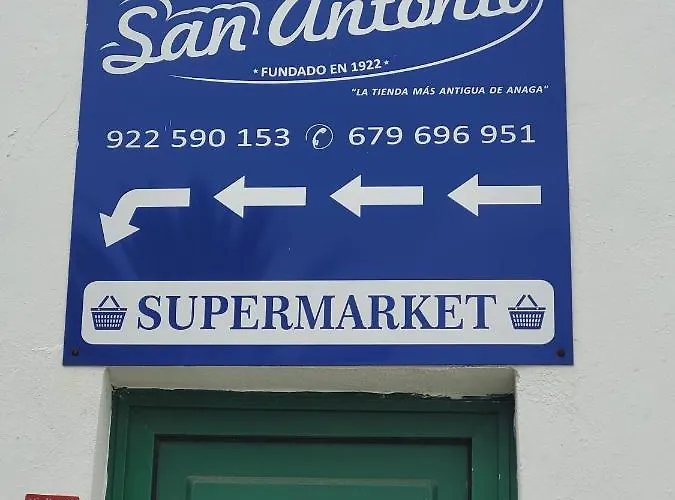 San Antonio
* FUNDADO EN 1922 *
"LA TIENDA MÁS ANTIGUA DE ANAGA"
922 590 153 679 696 951
SUPERMARKET